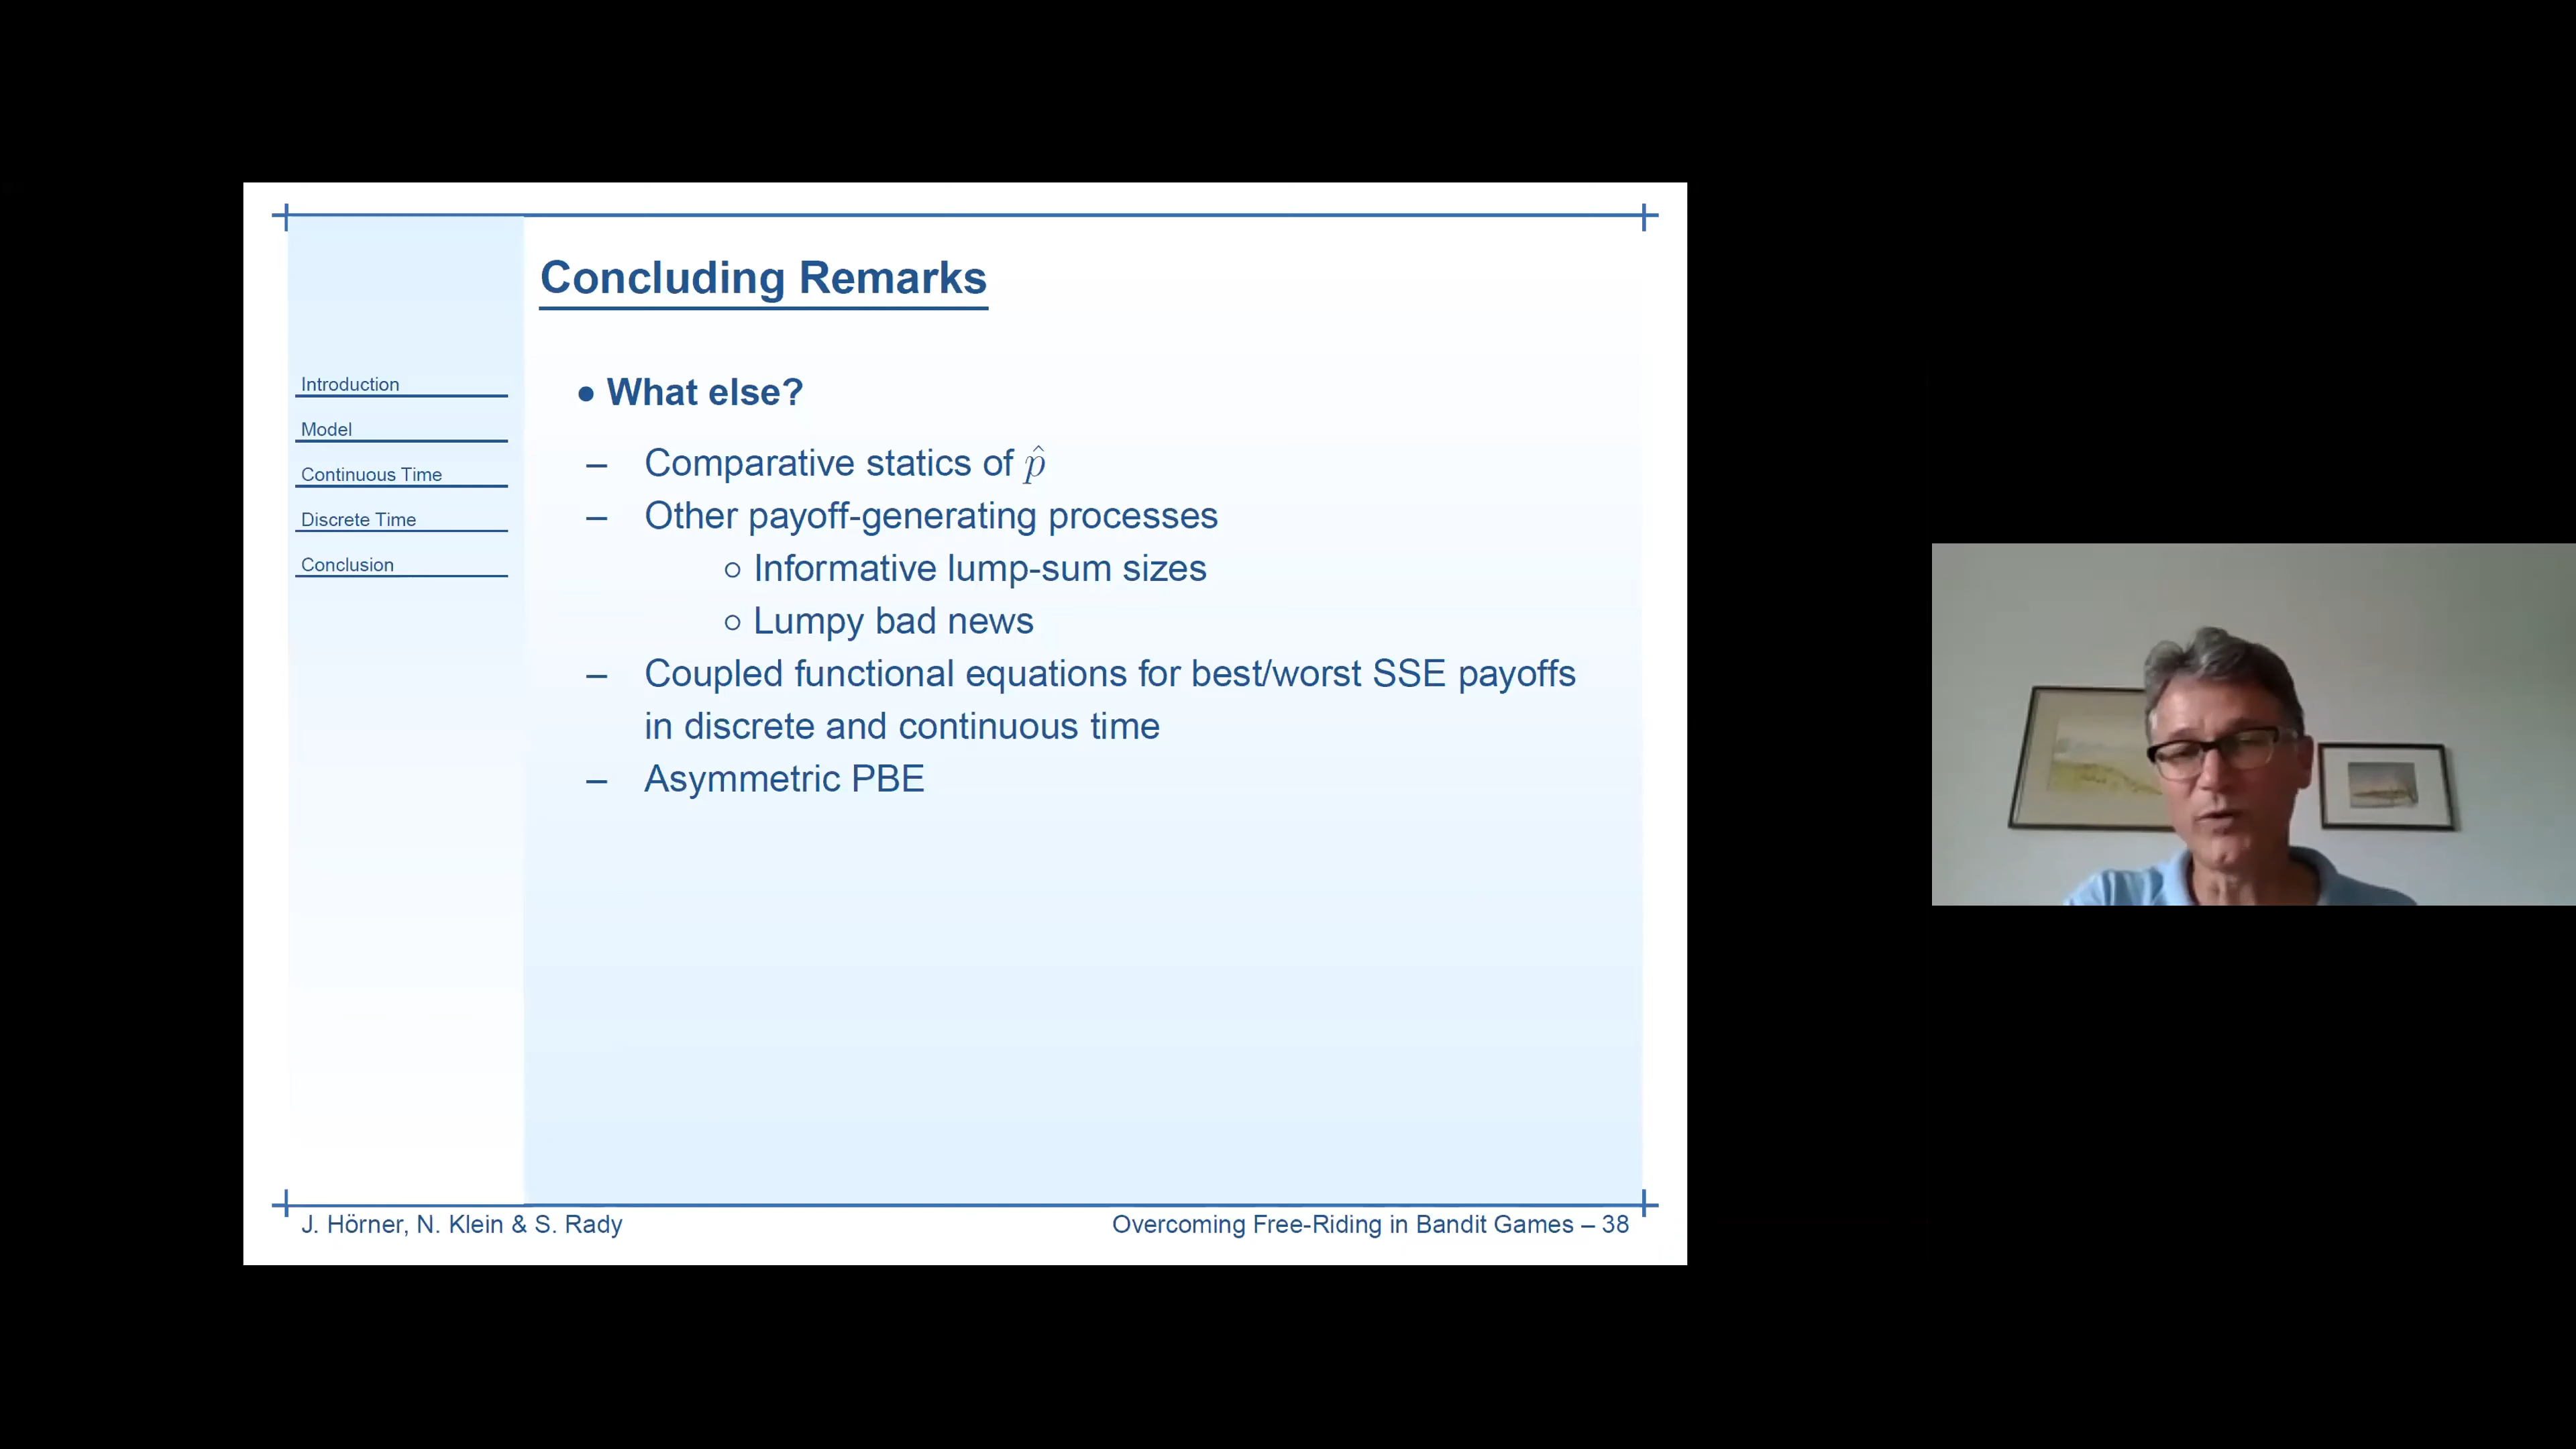 Concluding Remarks
Introduction
Model
Continuous Time
Discrete Time
Conclusion
● What else?
– Comparative statics of p̂
– Other payoff-generating processes
○ Informative lump-sum sizes
○ Lumpy bad news
– Coupled functional equations for best/worst SSE payoffs
in discrete and continuous time
– Asymmetric PBE
J. Hörner, N. Klein & S. Rady
Overcoming Free-Riding in Bandit Games – 38